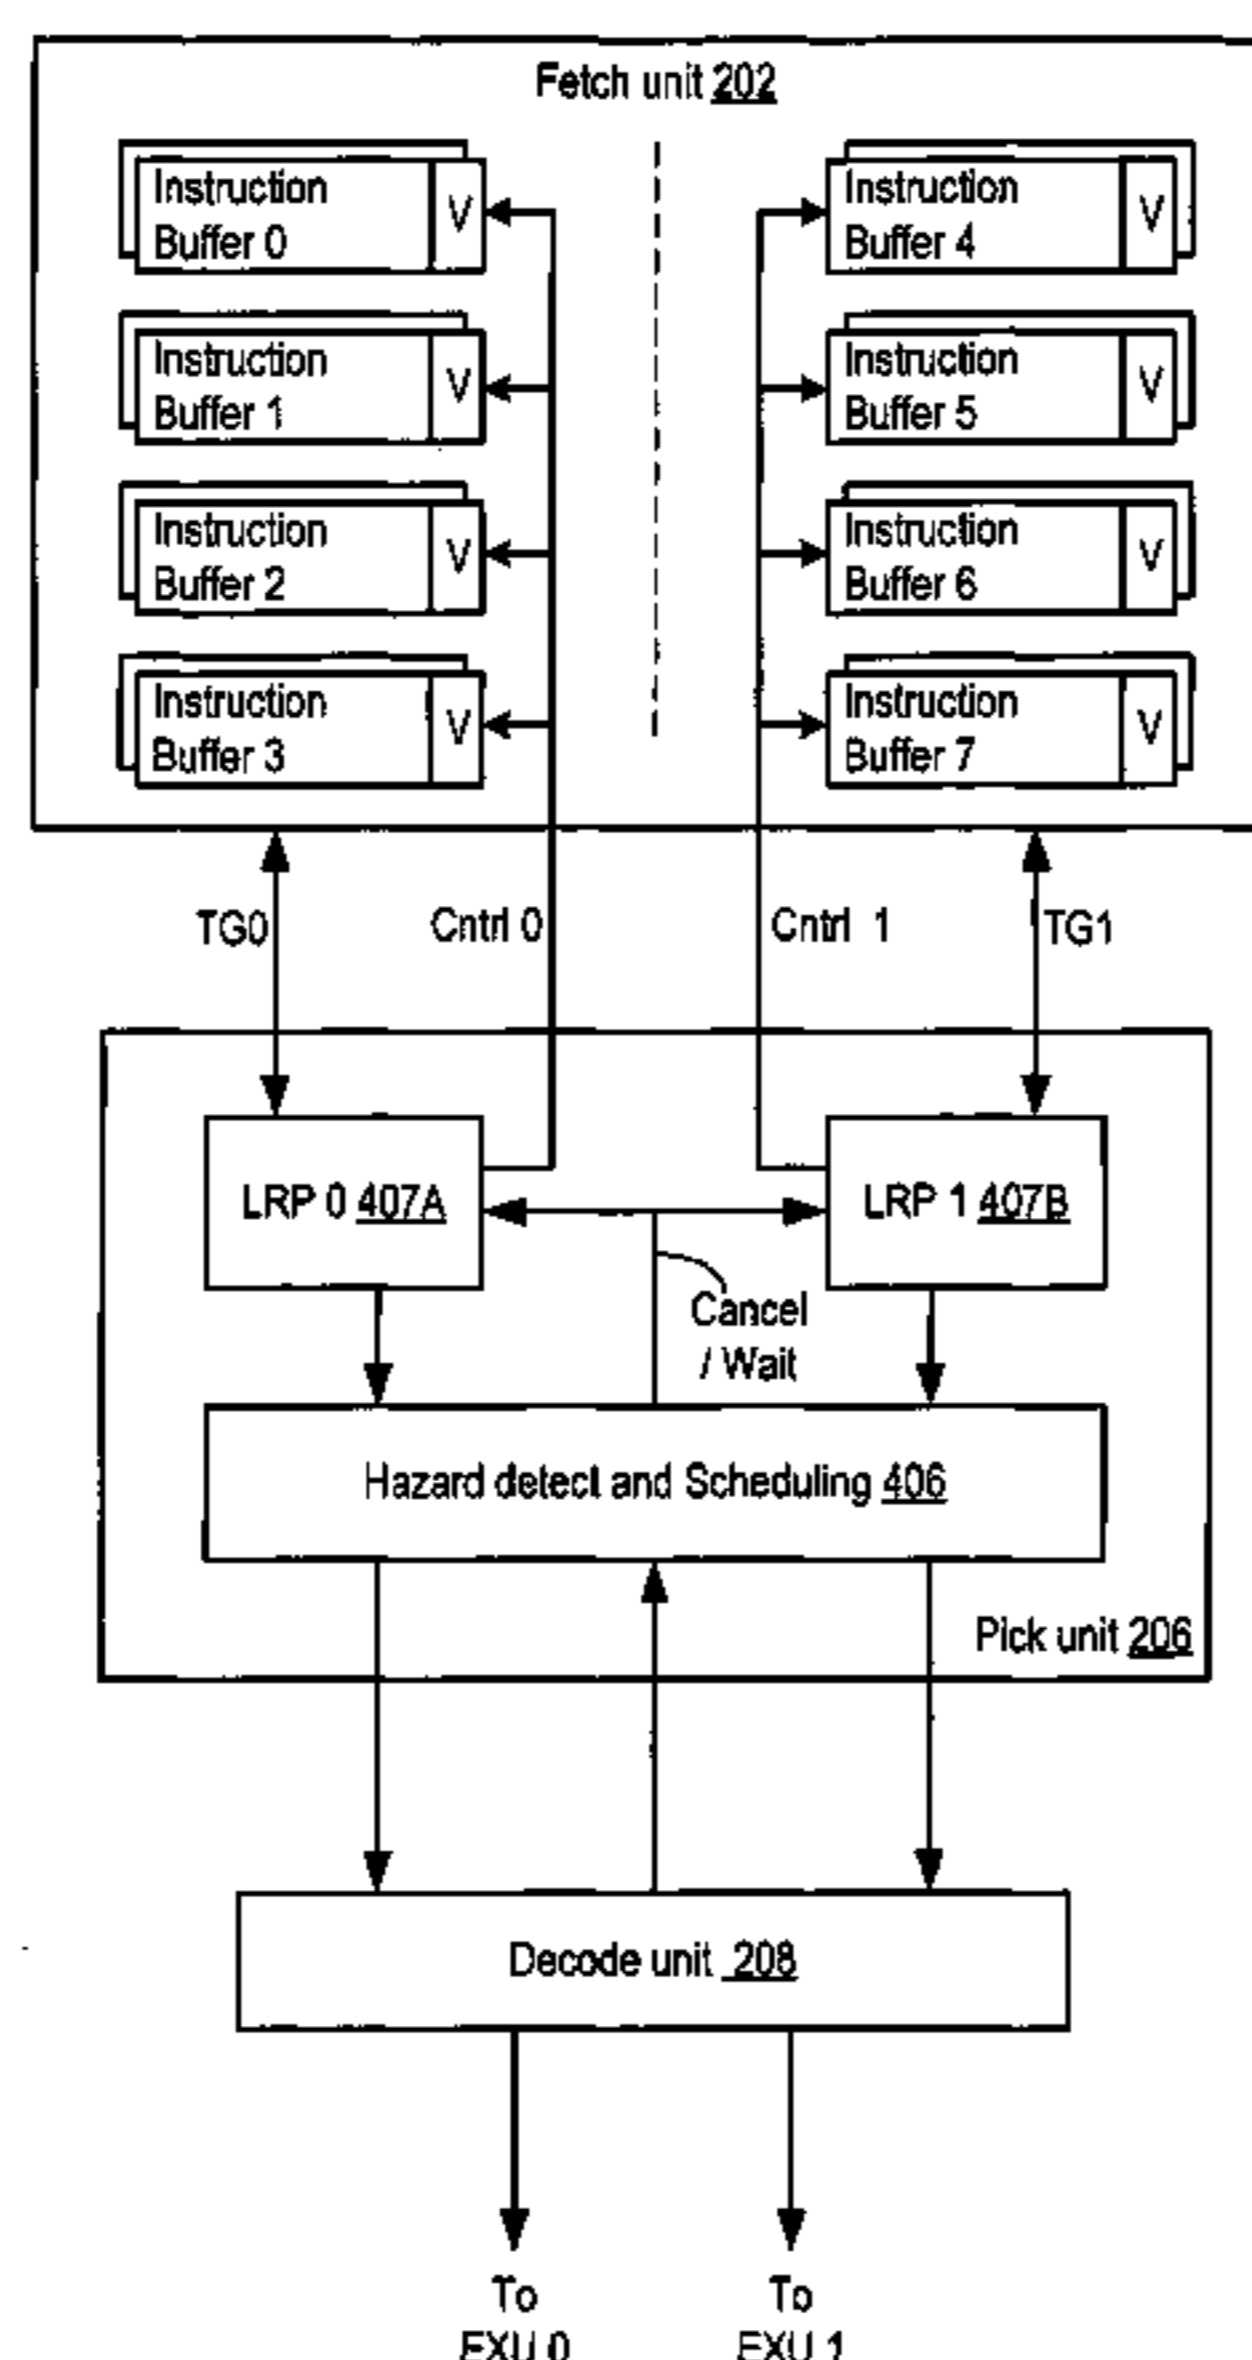 Fetch unit 202
Instruction
Buffer 0
V
Instruction
Buffer 4
V
Instruction
Buffer 1
V
Instruction
Buffer 5
V
Instruction
Buffer 2
V
Instruction
Buffer 6
V
Instruction
Buffer 3
V
Instruction
Buffer 7
V
TG0
Cntrl 0
Cntrl 1
TG1
LRP 0 407A
LRP 1 407B
Cancel
/ Wait
Hazard detect and Scheduling 406
Pick unit 206
Decode unit 208
To
EXU 0
To
EXU 1